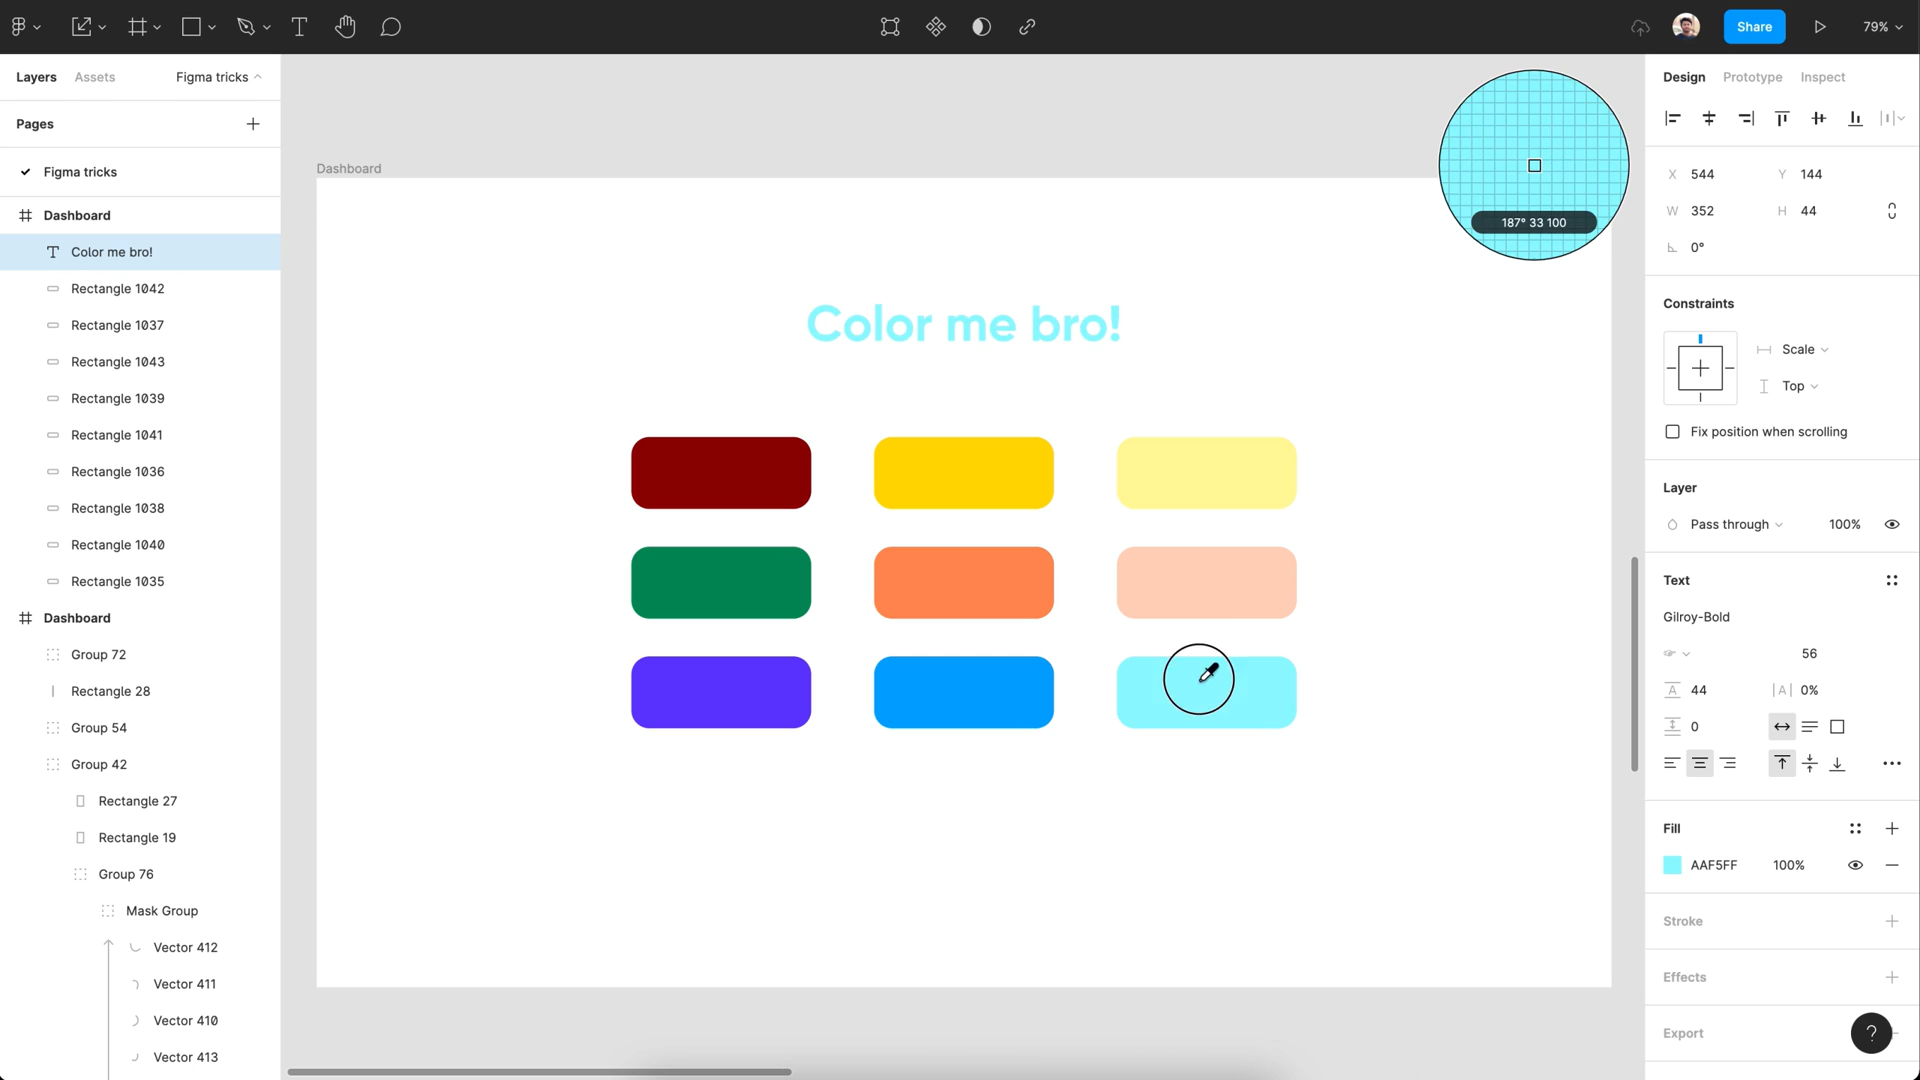 Share
79%
Layers
Assets
Figma tricks
Pages
Figma tricks
Dashboard
Color me bro!
Rectangle 1042
Rectangle 1037
Rectangle 1043
Rectangle 1039
Rectangle 1041
Rectangle 1036
Rectangle 1038
Rectangle 1040
Rectangle 1035
Dashboard
Group 72
Rectangle 28
Group 54
Group 42
Rectangle 27
Rectangle 19
Group 76
Mask Group
Vector 412
Vector 411
Vector 410
Vector 413
Dashboard
187° 33 100
Color me bro!
Design
Prototype
Inspect
X 544
Y 144
W 352
H 44
0°
Constraints
Scale
Top
Fix position when scrolling
Layer
Pass through
100%
Text
Gilroy-Bold
56
A 44
|A| 0%
0
Fill
AAF5FF
100%
Stroke
Effects
Export
?